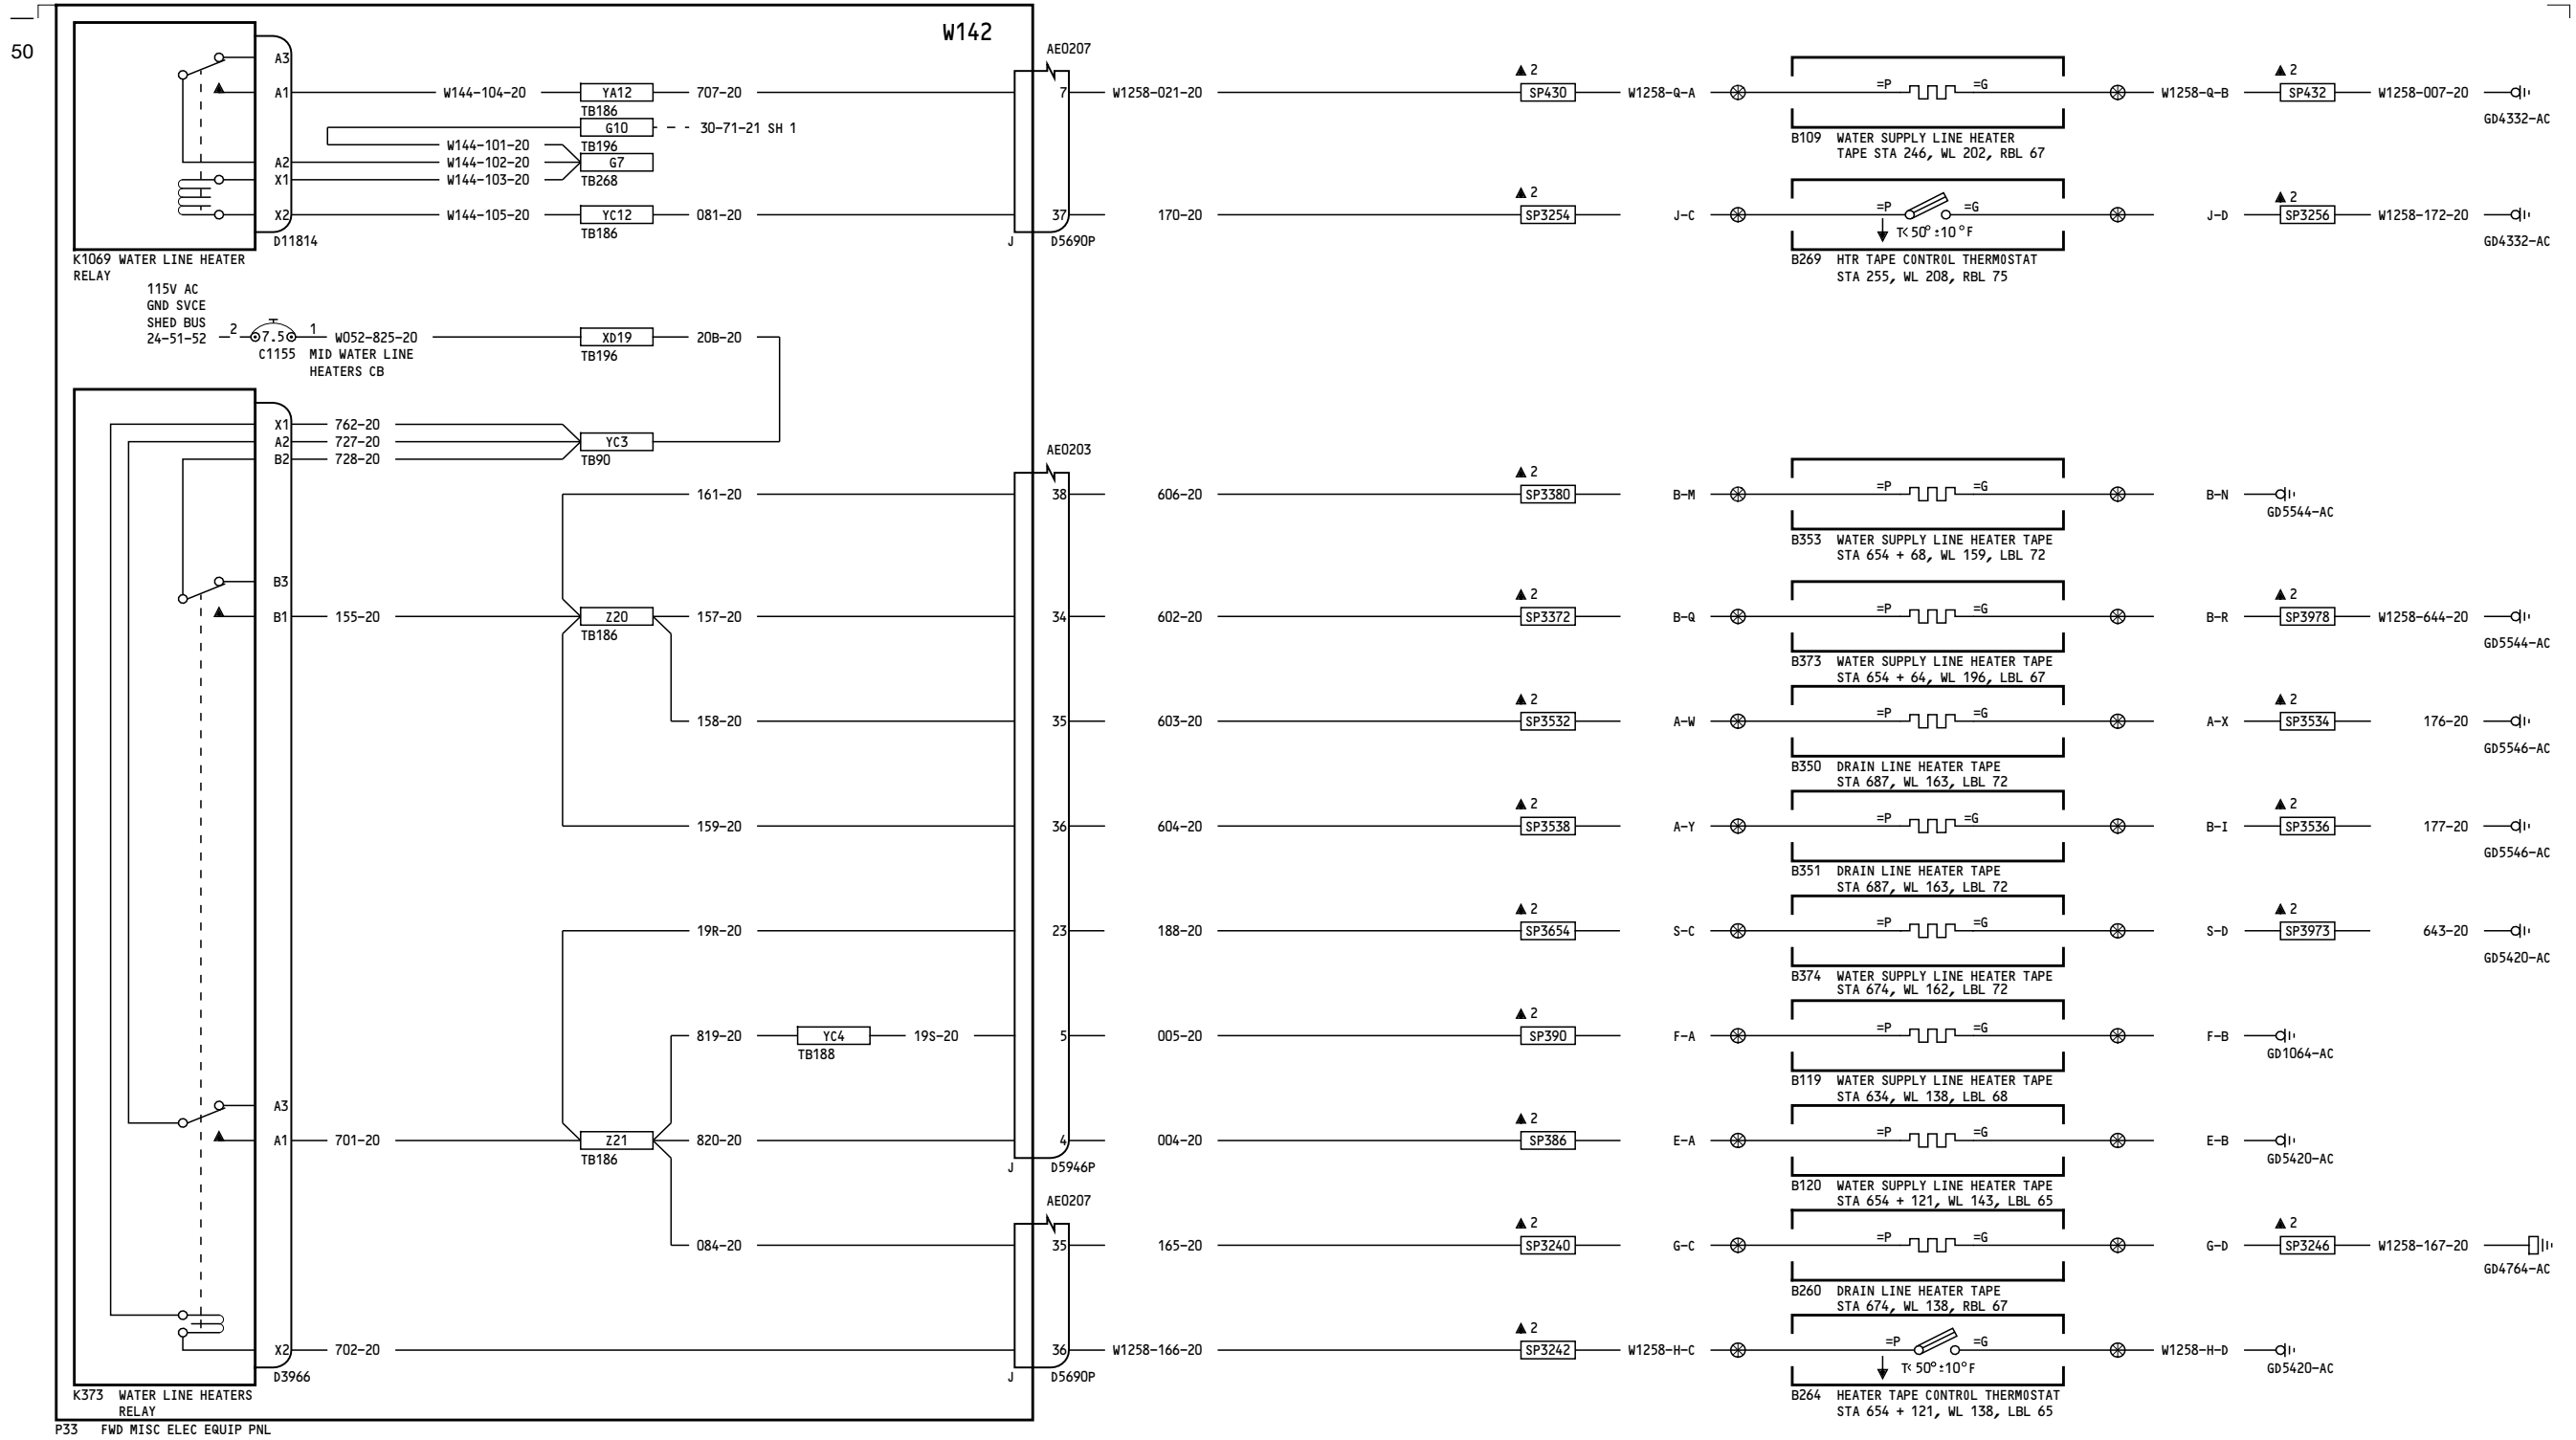 50
W142
A3
A1
W144-104-20
YA12
TB186
707-20
G10
TB196
30-71-21 SH 1
W144-101-20
A2
W144-102-20
G7
TB268
X1
W144-103-20
X2
W144-105-20
YC12
TB186
081-20
D11814
K1069 WATER LINE HEATER
RELAY
AE0207
7
37
J
D5690P
W1258-021-20
▲ 2
SP430
W1258-Q-A
=P
=G
W1258-Q-B
▲ 2
SP432
W1258-007-20
GD4332-AC
B109 WATER SUPPLY LINE HEATER
TAPE STA 246, WL 202, RBL 67
170-20
▲ 2
SP3254
J-C
=P
=G
T<50°±10°F
J-D
▲ 2
SP3256
W1258-172-20
GD4332-AC
B269 HTR TAPE CONTROL THERMOSTAT
STA 255, WL 208, RBL 75
115V AC
GND SVCE
SHED BUS
24-51-52
2
7.5
1
C1155
W052-825-20
MID WATER LINE
HEATERS CB
XD19
TB196
20B-20
X1
762-20
A2
727-20
B2
728-20
YC3
TB90
AE0203
161-20
38
606-20
▲ 2
SP3380
B-M
=P
=G
B-N
GD5544-AC
B353 WATER SUPPLY LINE HEATER TAPE
STA 654 + 68, WL 159, LBL 72
B3
B1
155-20
Z20
TB186
157-20
34
602-20
▲ 2
SP3372
B-Q
=P
=G
B-R
▲ 2
SP3978
W1258-644-20
GD5544-AC
B373 WATER SUPPLY LINE HEATER TAPE
STA 654 + 64, WL 196, LBL 67
158-20
35
603-20
▲ 2
SP3532
A-W
=P
=G
A-X
▲ 2
SP3534
176-20
GD5546-AC
B350 DRAIN LINE HEATER TAPE
STA 687, WL 163, LBL 72
159-20
36
604-20
▲ 2
SP3538
A-Y
=P
=G
B-I
▲ 2
SP3536
177-20
GD5546-AC
B351 DRAIN LINE HEATER TAPE
STA 687, WL 163, LBL 72
19R-20
23
188-20
▲ 2
SP3654
S-C
=P
=G
S-D
▲ 2
SP3973
643-20
GD5420-AC
B374 WATER SUPPLY LINE HEATER TAPE
STA 674, WL 162, LBL 72
819-20
YC4
TB188
19S-20
5
005-20
▲ 2
SP390
F-A
=P
=G
F-B
GD1064-AC
B119 WATER SUPPLY LINE HEATER TAPE
STA 634, WL 138, LBL 68
A3
A1
701-20
Z21
TB186
820-20
4
J
D5946P
004-20
▲ 2
SP386
E-A
=P
=G
E-B
GD5420-AC
B120 WATER SUPPLY LINE HEATER TAPE
STA 654 + 121, WL 143, LBL 65
AE0207
084-20
35
165-20
▲ 2
SP3240
G-C
=P
=G
G-D
▲ 2
SP3246
W1258-167-20
GD4764-AC
B260 DRAIN LINE HEATER TAPE
STA 674, WL 138, RBL 67
X2
702-20
36
W1258-166-20
▲ 2
SP3242
W1258-H-C
=P
=G
T<50°±10°F
W1258-H-D
GD5420-AC
D3966
J
D5690P
B264 HEATER TAPE CONTROL THERMOSTAT
STA 654 + 121, WL 138, LBL 65
K373 WATER LINE HEATERS
RELAY
P33 FWD MISC ELEC EQUIP PNL